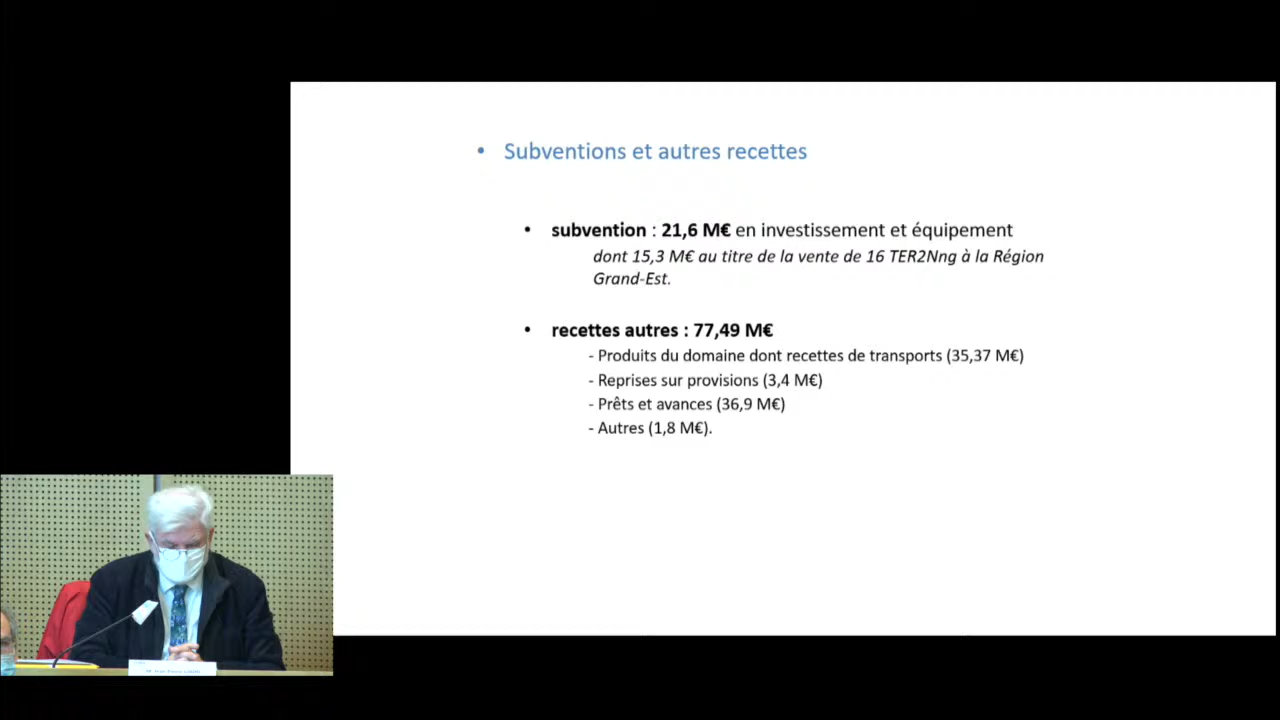 • Subventions et autres recettes
• subvention : 21,6 M€ en investissement et équipement
dont 15,3 M€ au titre de la vente de 16 TER2Nng à la Région
Grand-Est.
• recettes autres : 77,49 M€
- Produits du domaine dont recettes de transports (35,37 M€)
- Reprises sur provisions (3,4 M€)
- Prêts et avances (36,9 M€)
- Autres (1,8 M€).